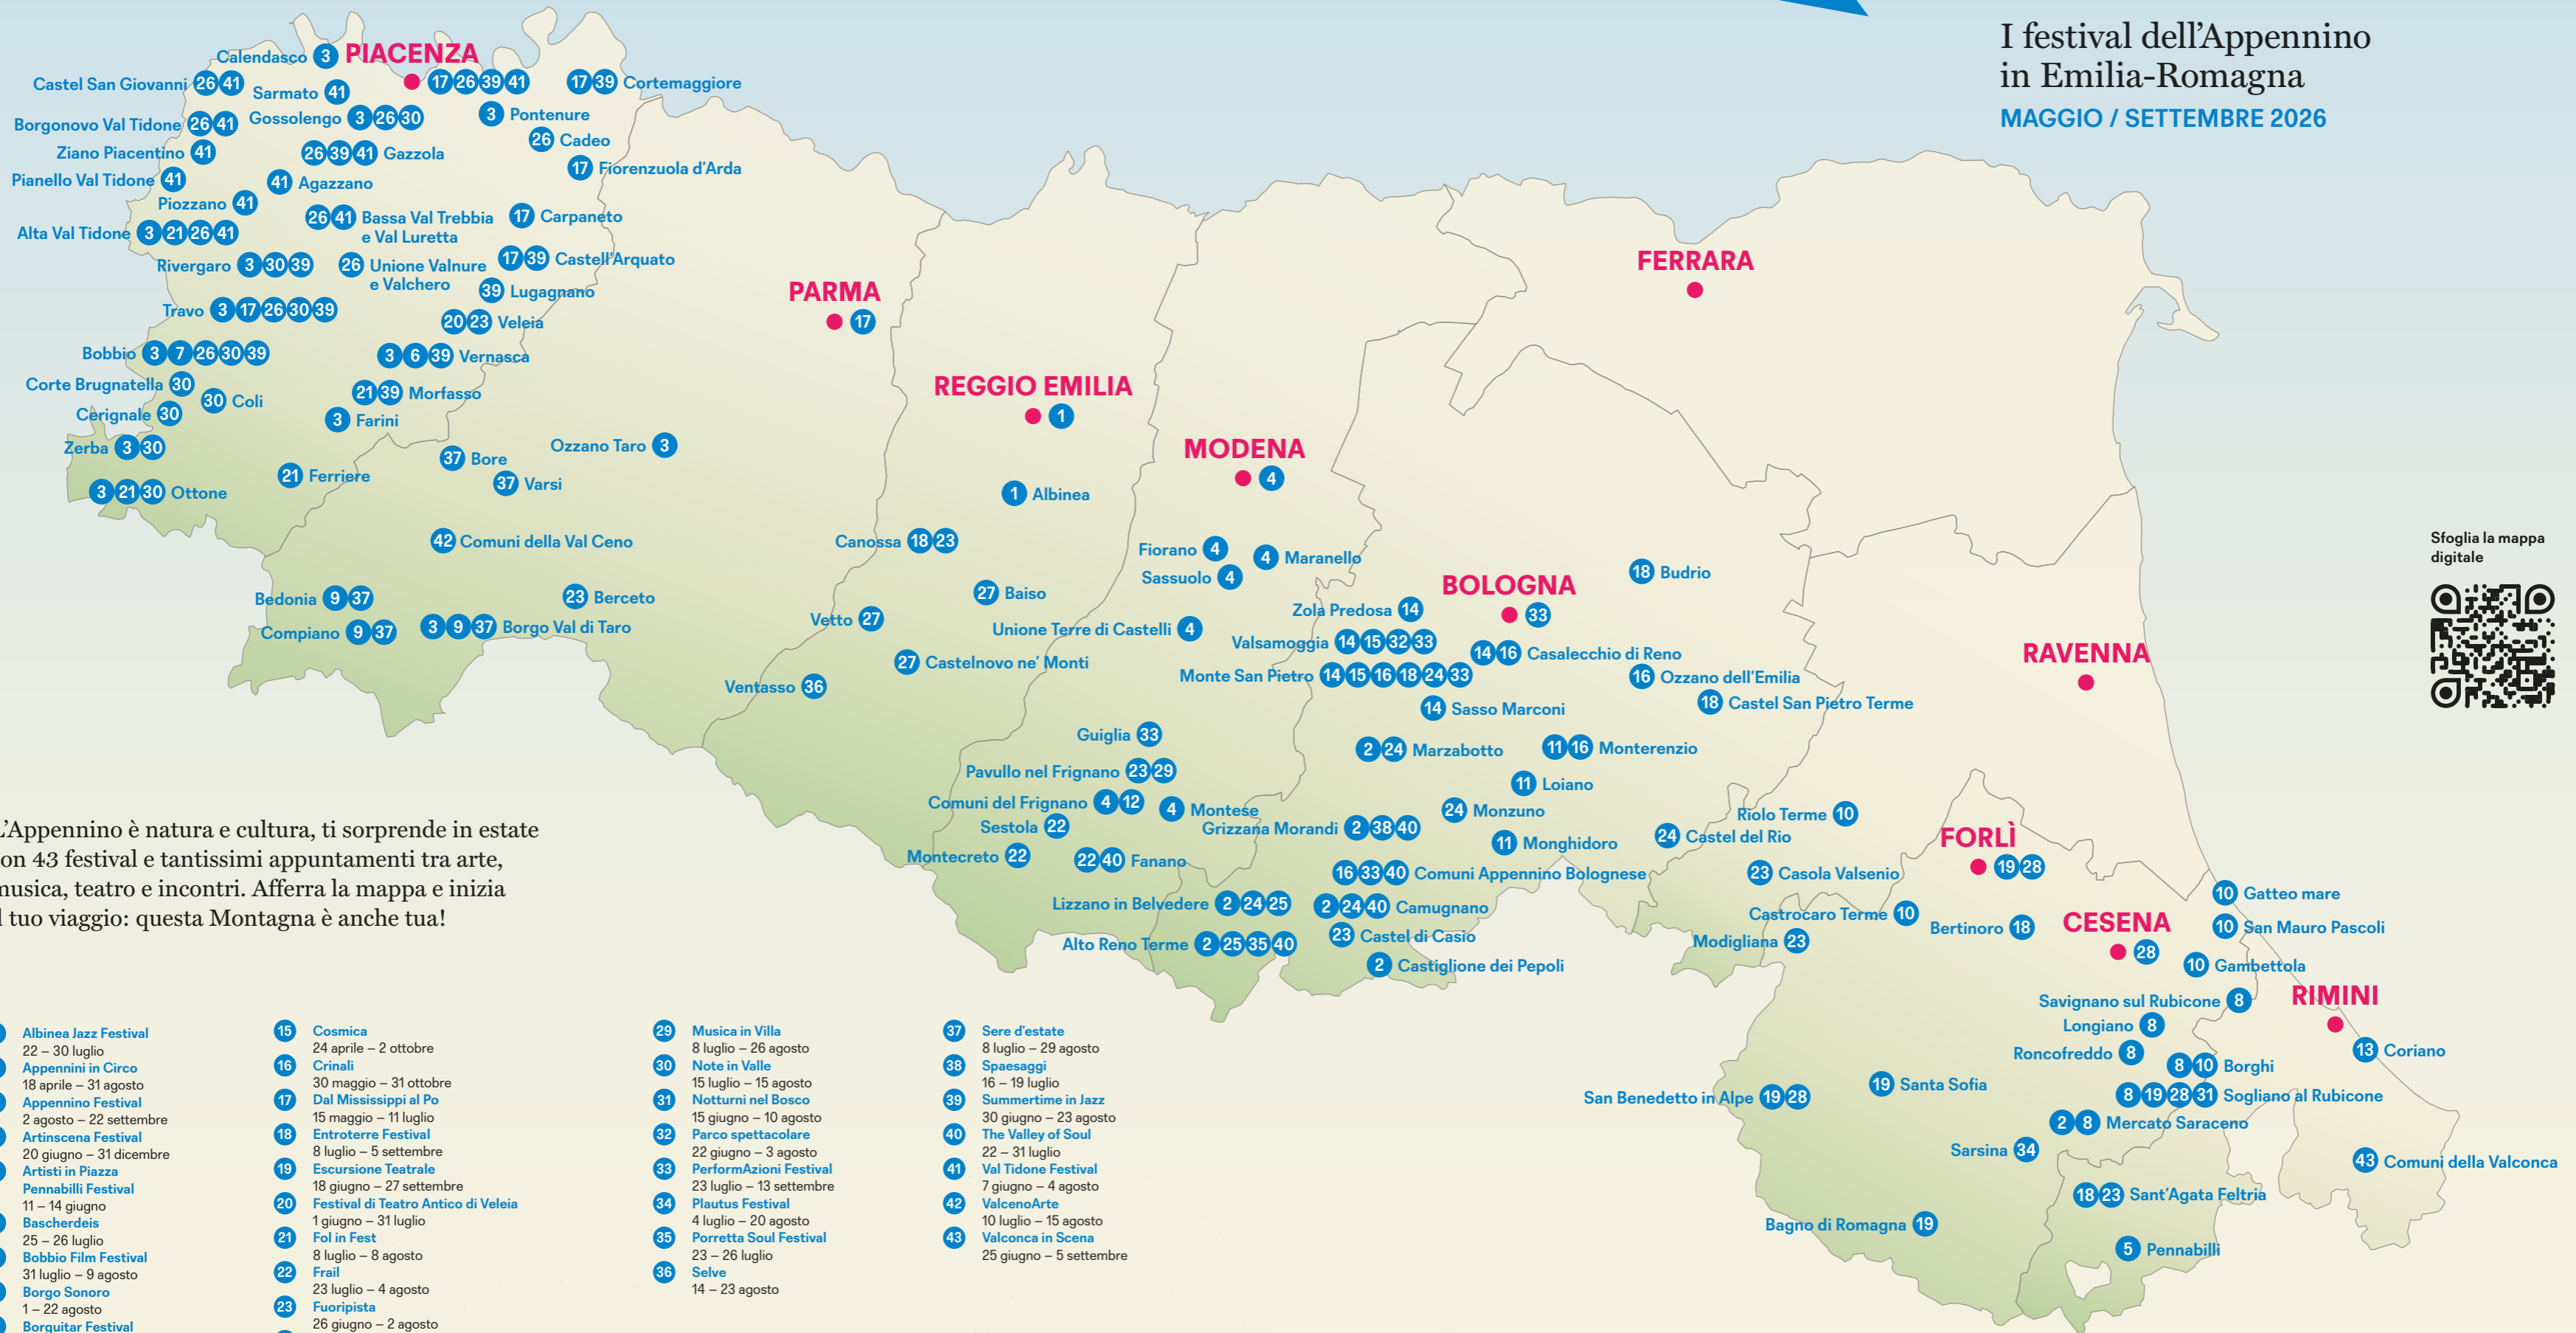 I festival dell'Appennino
in Emilia-Romagna
MAGGIO / SETTEMBRE 2026
Calendasco 3
PIACENZA
17 26 39 41
17 39 Cortemaggiore
Castel San Giovanni 26 41
Sarmato 41
Borgonovo Val Tidone 26 41
Gossolengo 3 26 30
3 Pontenure
26 Cadeo
Ziano Piacentino 41
26 39 41 Gazzola
17 Fiorenzuola d'Arda
Pianello Val Tidone 41
41 Agazzano
Piozzano 41
26 41 Bassa Val Trebbia
e Val Luretta
17 Carpaneto
Alta Val Tidone 3 21 26 41
Rivergaro 3 30 39
26 Unione Valnure
e Valchero
17 39 Castell'Arquato
39 Lugagnano
Travo 3 17 26 30 39
20 23 Veleia
Bobbio 3 7 26 30 39
3 6 39 Vernasca
Corte Brugnatella 30
30 Coli
21 39 Morfasso
Cerignale 30
3 Farini
Zerba 3 30
21 Ferriere
3 21 30 Ottone
37 Bore
Ozzano Taro 3
37 Varsi
42 Comuni della Val Ceno
Bedonia 9 37
23 Berceto
Compiano 9 37
3 9 37 Borgo Val di Taro
PARMA
17
REGGIO EMILIA
1
1 Albinea
Canossa 18 23
27 Baiso
Vetto 27
27 Castelnovo ne' Monti
Ventasso 36
MODENA
4
Fiorano 4
4 Maranello
Sassuolo 4
Unione Terre di Castelli 4
Guiglia 33
Pavullo nel Frignano 23 29
Comuni del Frignano 4 12
4 Montese
Sestola 22
Montecreto 22
22 40 Fanano
FERRARA
BOLOGNA
33
18 Budrio
Zola Predosa 14
Valsamoggia 14 15 32 33
14 16 Casalecchio di Reno
Monte San Pietro 14 15 16 18 24 33
16 Ozzano dell'Emilia
14 Sasso Marconi
18 Castel San Pietro Terme
2 24 Marzabotto
11 16 Monterenzio
11 Loiano
24 Monzuno
Grizzana Morandi 2 38 40
11 Monghidoro
24 Castel del Rio
16 33 40 Comuni Appennino Bolognese
Lizzano in Belvedere 2 24 25
2 24 40 Camugnano
23 Castel di Casio
Alto Reno Terme 2 25 35 40
2 Castiglione dei Pepoli
RAVENNA
Riolo Terme 10
23 Casola Valsenio
FORLÌ
19 28
Castrocaro Terme 10
Bertinoro 18
Modigliana 23
CESENA
28
10 Gatteo mare
10 San Mauro Pascoli
10 Gambettola
RIMINI
Savignano sul Rubicone 8
Longiano 8
Roncofreddo 8
13 Coriano
8 10 Borghi
San Benedetto in Alpe 19 28
19 Santa Sofia
8 19 28 31 Sogliano al Rubicone
2 8 Mercato Saraceno
Sarsina 34
43 Comuni della Valconca
18 23 Sant'Agata Feltria
Bagno di Romagna 19
5 Pennabilli
Sfoglia la mappa
digitale
L'Appennino è natura e cultura, ti sorprende in estate
on 43 festival e tantissimi appuntamenti tra arte,
musica, teatro e incontri. Afferra la mappa e inizia
l tuo viaggio: questa Montagna è anche tua!
Albinea Jazz Festival
22 – 30 luglio
Appennini in Circo
18 aprile – 31 agosto
Appennino Festival
2 agosto – 22 settembre
Artinscena Festival
20 giugno – 31 dicembre
Artisti in Piazza
Pennabilli Festival
11 – 14 giugno
Bascherdeis
25 – 26 luglio
Bobbio Film Festival
31 luglio – 9 agosto
Borgo Sonoro
1 – 22 agosto
Borguitar Festival
15 Cosmica
24 aprile – 2 ottobre
16 Crinali
30 maggio – 31 ottobre
17 Dal Mississippi al Po
15 maggio – 11 luglio
18 Entroterre Festival
8 luglio – 5 settembre
19 Escursione Teatrale
18 giugno – 27 settembre
20 Festival di Teatro Antico di Veleia
1 giugno – 31 luglio
21 Fol in Fest
8 luglio – 8 agosto
22 Frail
23 luglio – 4 agosto
23 Fuoripista
26 giugno – 2 agosto
29 Musica in Villa
8 luglio – 26 agosto
30 Note in Valle
15 luglio – 15 agosto
31 Notturni nel Bosco
15 giugno – 10 agosto
32 Parco spettacolare
22 giugno – 3 agosto
33 PerformAzioni Festival
23 luglio – 13 settembre
34 Plautus Festival
4 luglio – 20 agosto
35 Porretta Soul Festival
23 – 26 luglio
36 Selve
14 – 23 agosto
37 Sere d'estate
8 luglio – 29 agosto
38 Spaesaggi
16 – 19 luglio
39 Summertime in Jazz
30 giugno – 23 agosto
40 The Valley of Soul
22 – 31 luglio
41 Val Tidone Festival
7 giugno – 4 agosto
42 ValcenoArte
10 luglio – 15 agosto
43 Valconca in Scena
25 giugno – 5 settembre